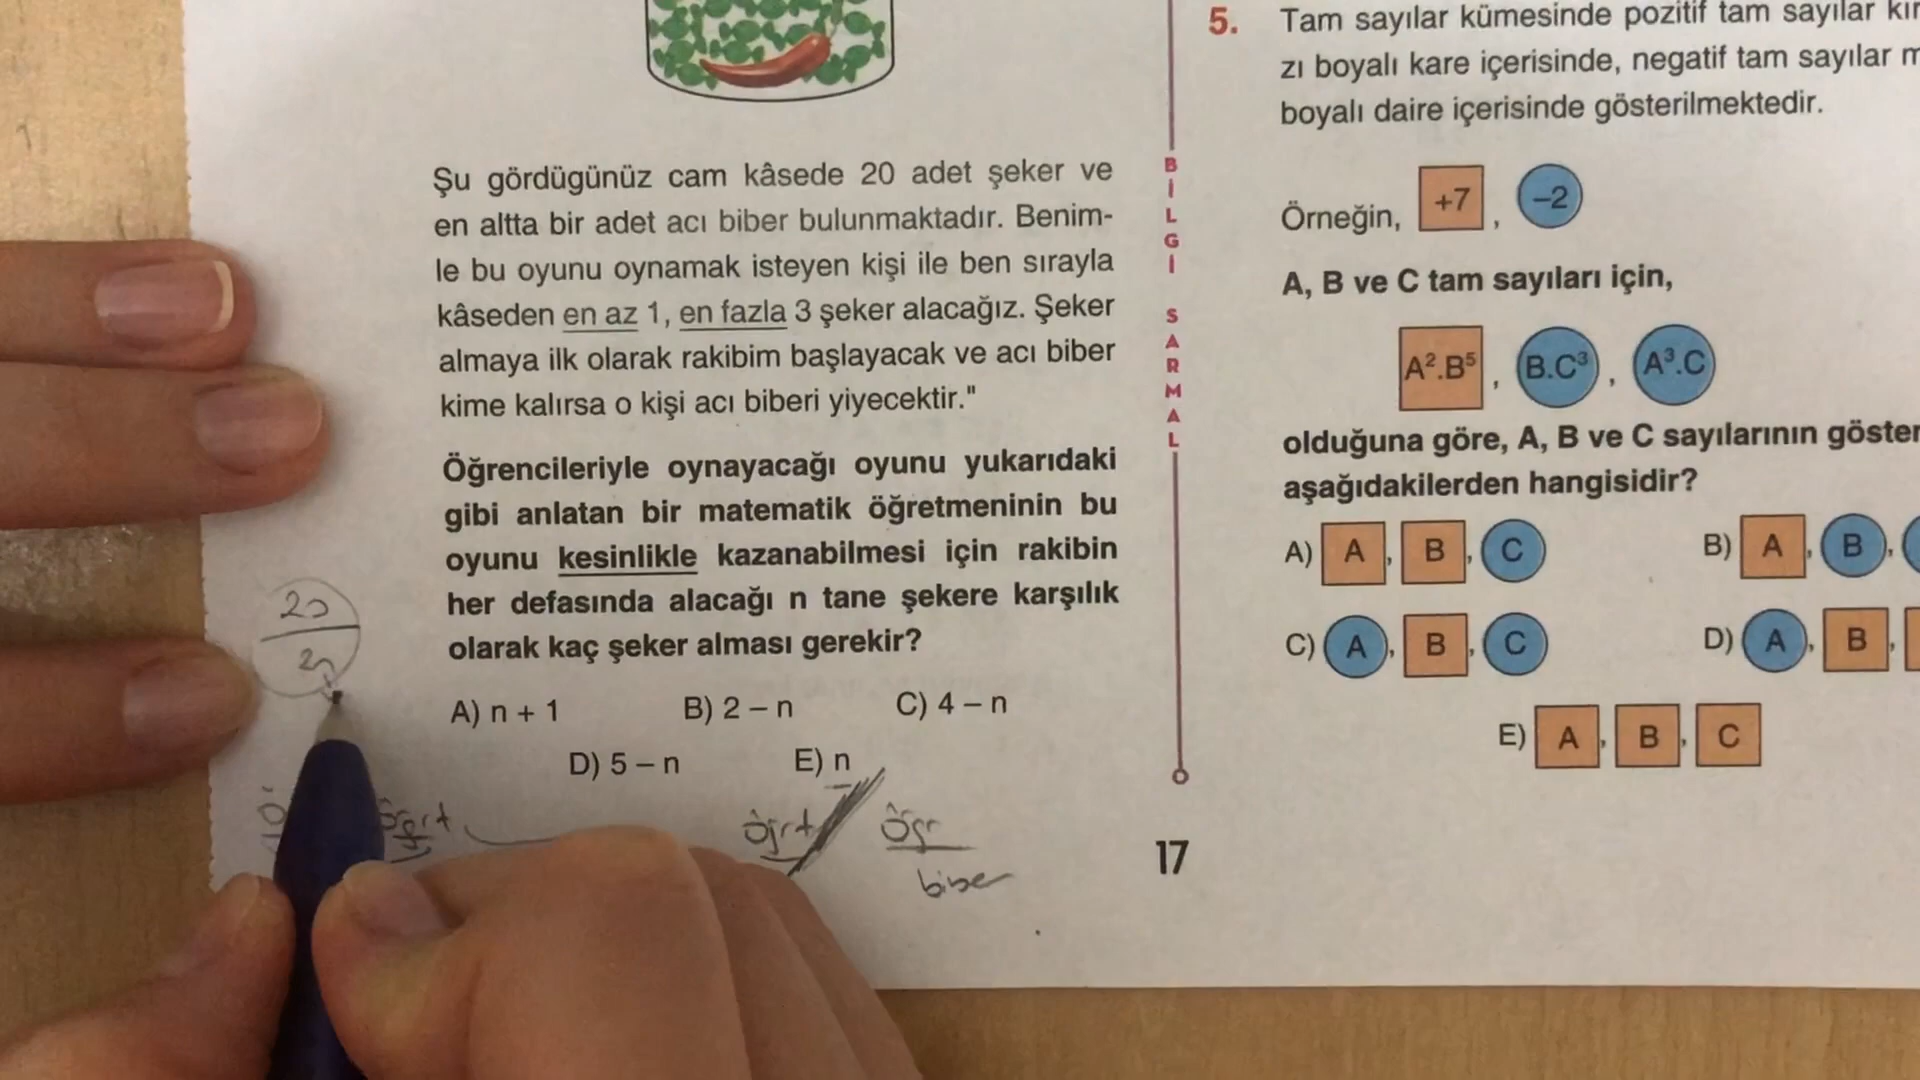 Şu gördügünüz cam kâsede 20 adet şeker ve
en altta bir adet acı biber bulunmaktadır. Benim-
le bu oyunu oynamak isteyen kişi ile ben sırayla
kâseden en az 1, en fazla 3 şeker alacağız. Şeker
almaya ilk olarak rakibim başlayacak ve acı biber
kime kalırsa o kişi acı biberi yiyecektir."
Öğrencileriyle oynayacağı oyunu yukarıdaki
gibi anlatan bir matematik öğretmeninin bu
oyunu kesinlikle kazanabilmesi için rakibin
her defasında alacağı n tane şekere karşılık
olarak kaç şeker alması gerekir?
A) n + 1 B) 2 – n C) 4 – n
D) 5 – n E) n
Öğrt Öğr
biber
BİLGİ SARMAL
17
5. Tam sayılar kümesinde pozitif tam sayılar kır
zı boyalı kare içerisinde, negatif tam sayılar m
boyalı daire içerisinde gösterilmektedir.
Örneğin, +7 , –2
A, B ve C tam sayıları için,
A².B⁵ , B.C³ , A³.C
olduğuna göre, A, B ve C sayılarının göster
aşağıdakilerden hangisidir?
A) A , B , C B) A , B ,
C) A , B , C D) A , B ,
E) A , B , C